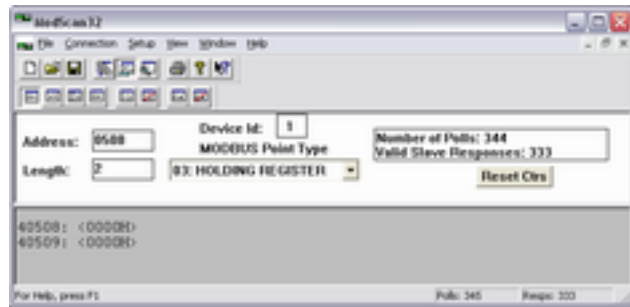 ModScan32
File Connection Setup View Window Help
Address: 0508
Device Id: 1
MODBUS Point Type
Length: 2
03: HOLDING REGISTER
Number of Polls: 344
Valid Slave Responses: 333
Reset Ctrs
40508: <0000H>
40509: <0000H>
For Help, press F1
Polls: 345
Resps: 333